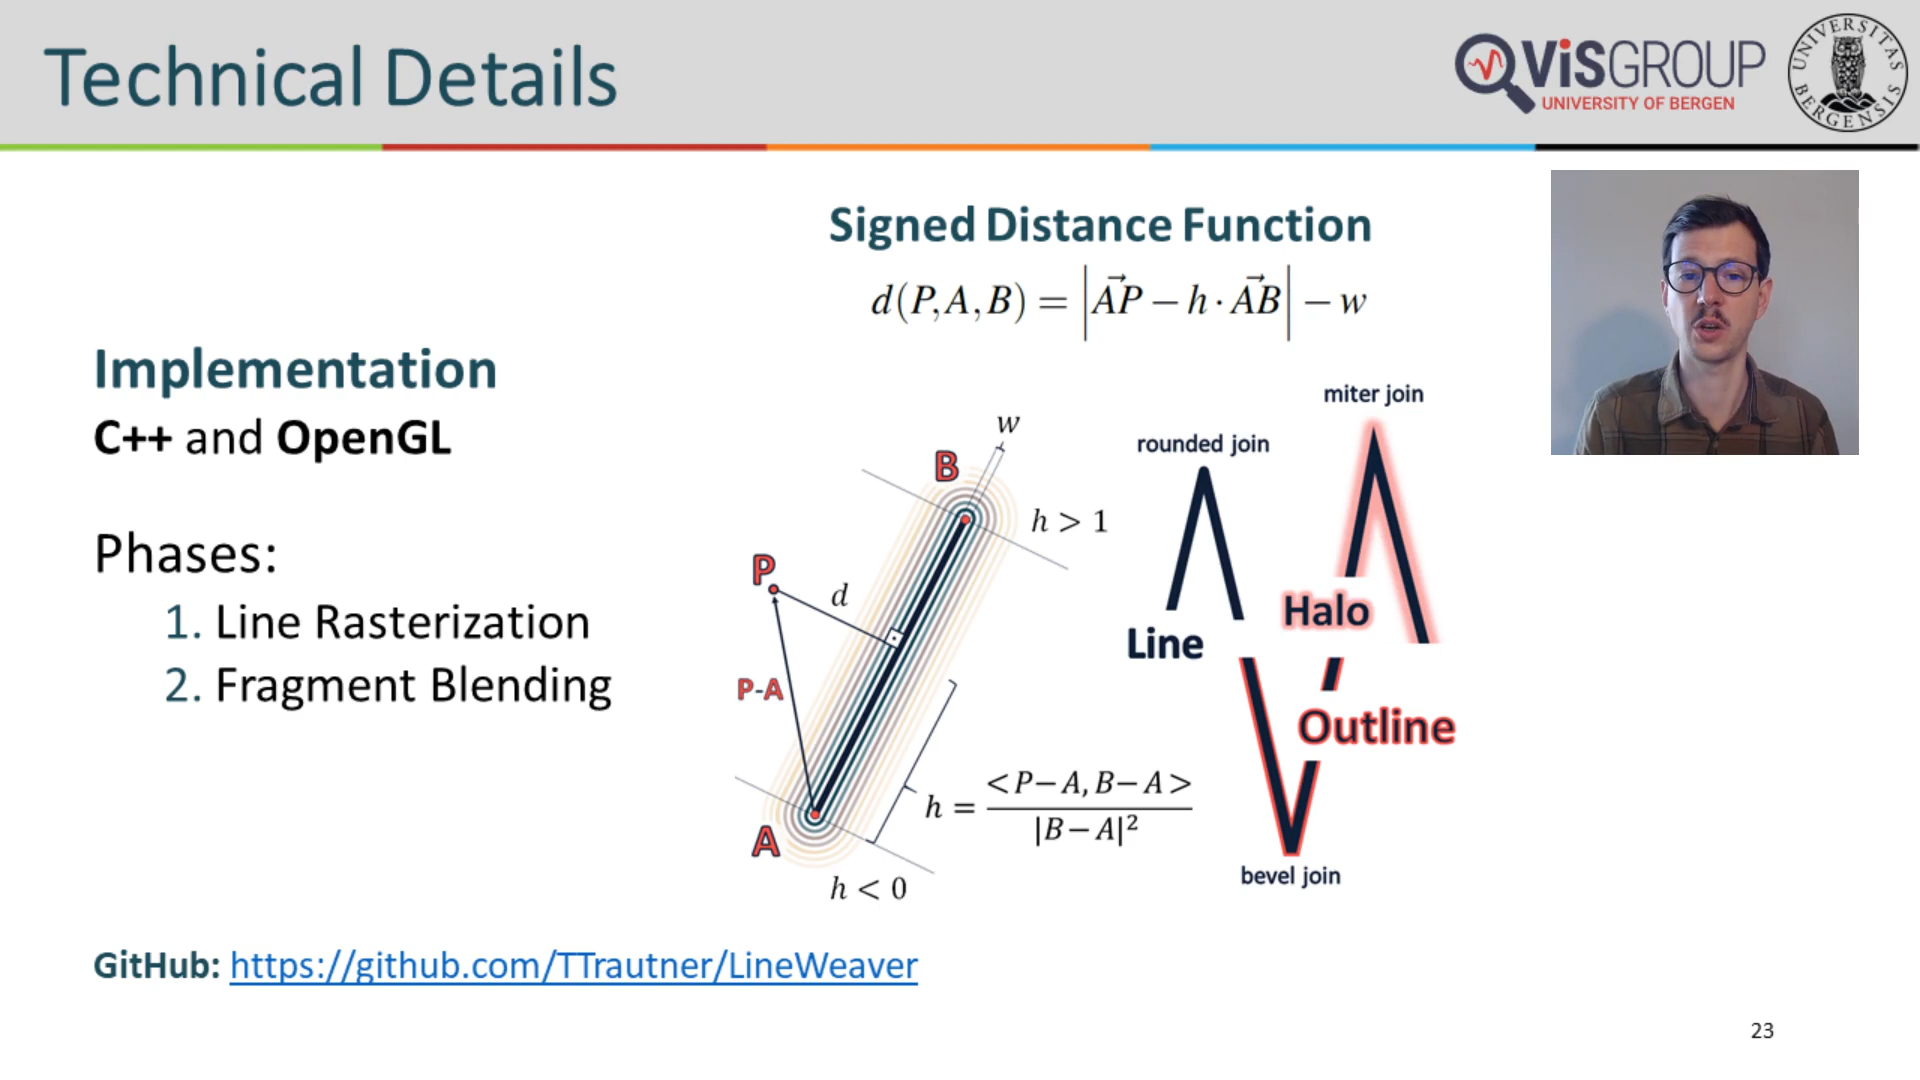 Technical Details
ViSGROUP
UNIVERSITY OF BERGEN
UNIVERSITAS BERGENSIS
Signed Distance Function
d(P,A,B) = |A⃗P − h · A⃗B| − w
Implementation
C++ and OpenGL
Phases:
1. Line Rasterization
2. Fragment Blending
w
B
h > 1
P
d
P-A
A
h < 0
h = <P−A, B−A> / |B−A|²
rounded join
miter join
Line
Halo
Outline
bevel join
GitHub: https://github.com/TTrautner/LineWeaver
23